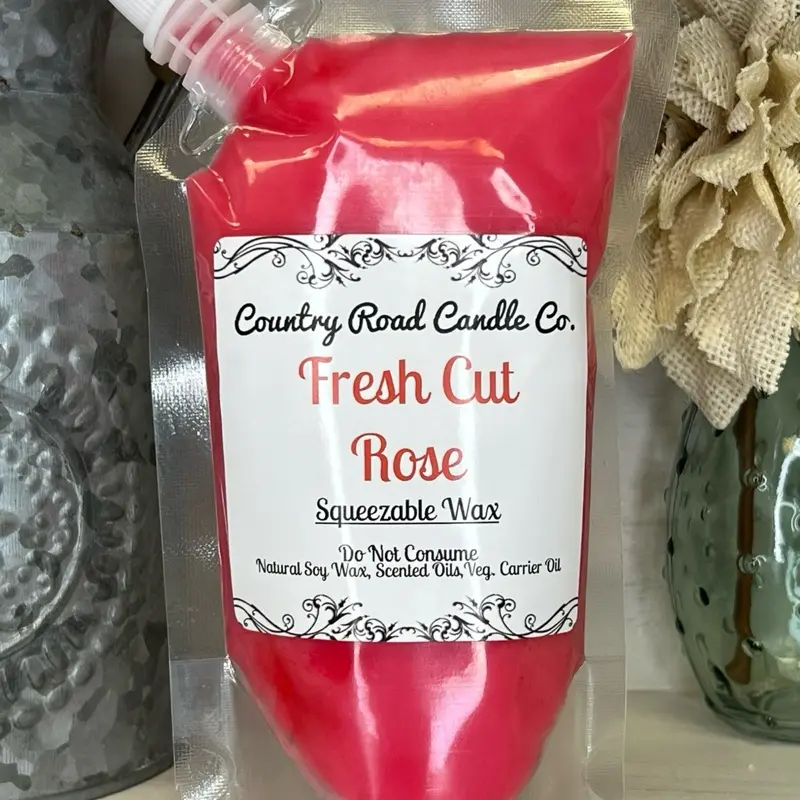 Country Road Candle Co.
Fresh Cut
Rose
Squeezable Wax
Do Not Consume
Natural Soy Wax, Scented Oils,Veg. Carrier Oil